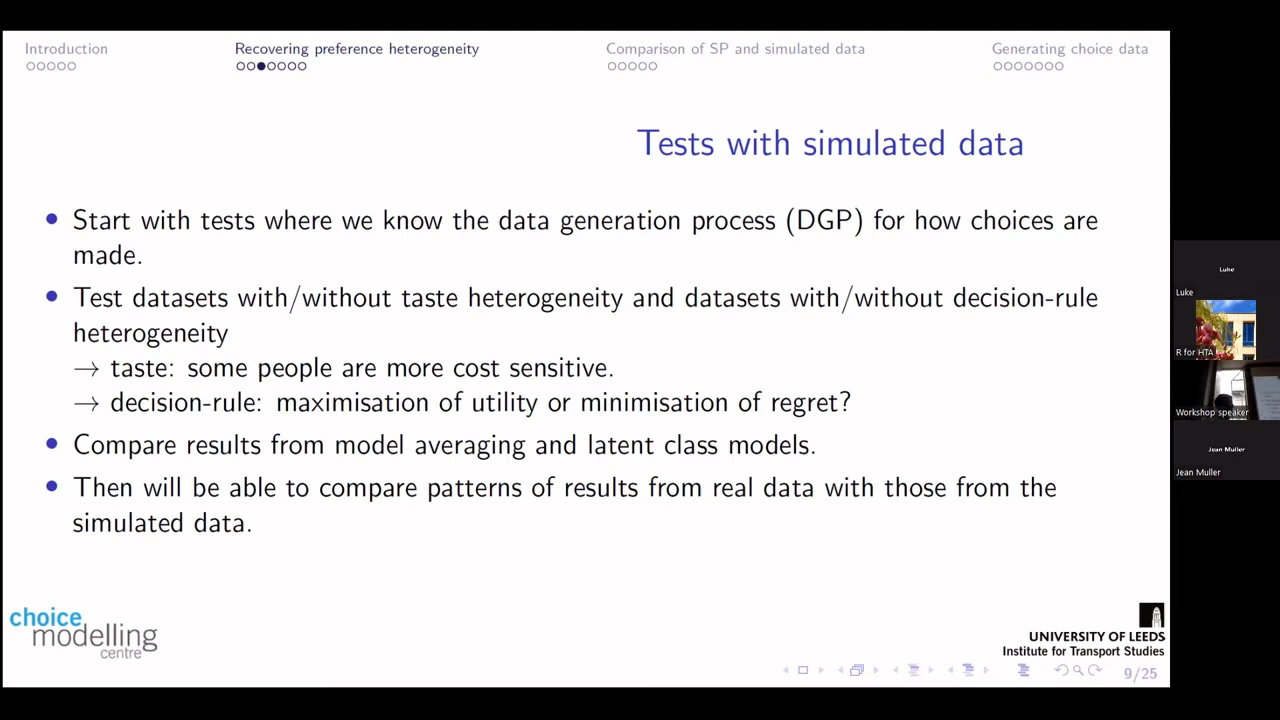 Introduction
Recovering preference heterogeneity
Comparison of SP and simulated data
Generating choice data
Tests with simulated data
Start with tests where we know the data generation process (DGP) for how choices are
made.
Test datasets with/without taste heterogeneity and datasets with/without decision-rule
heterogeneity
→ taste: some people are more cost sensitive.
→ decision-rule: maximisation of utility or minimisation of regret?
Compare results from model averaging and latent class models.
Then will be able to compare patterns of results from real data with those from the
simulated data.
choice
modelling
centre
UNIVERSITY OF LEEDS
Institute for Transport Studies
9/25
Luke
Luke
R for HTA
Workshop speaker
Jean Muller
Jean Muller